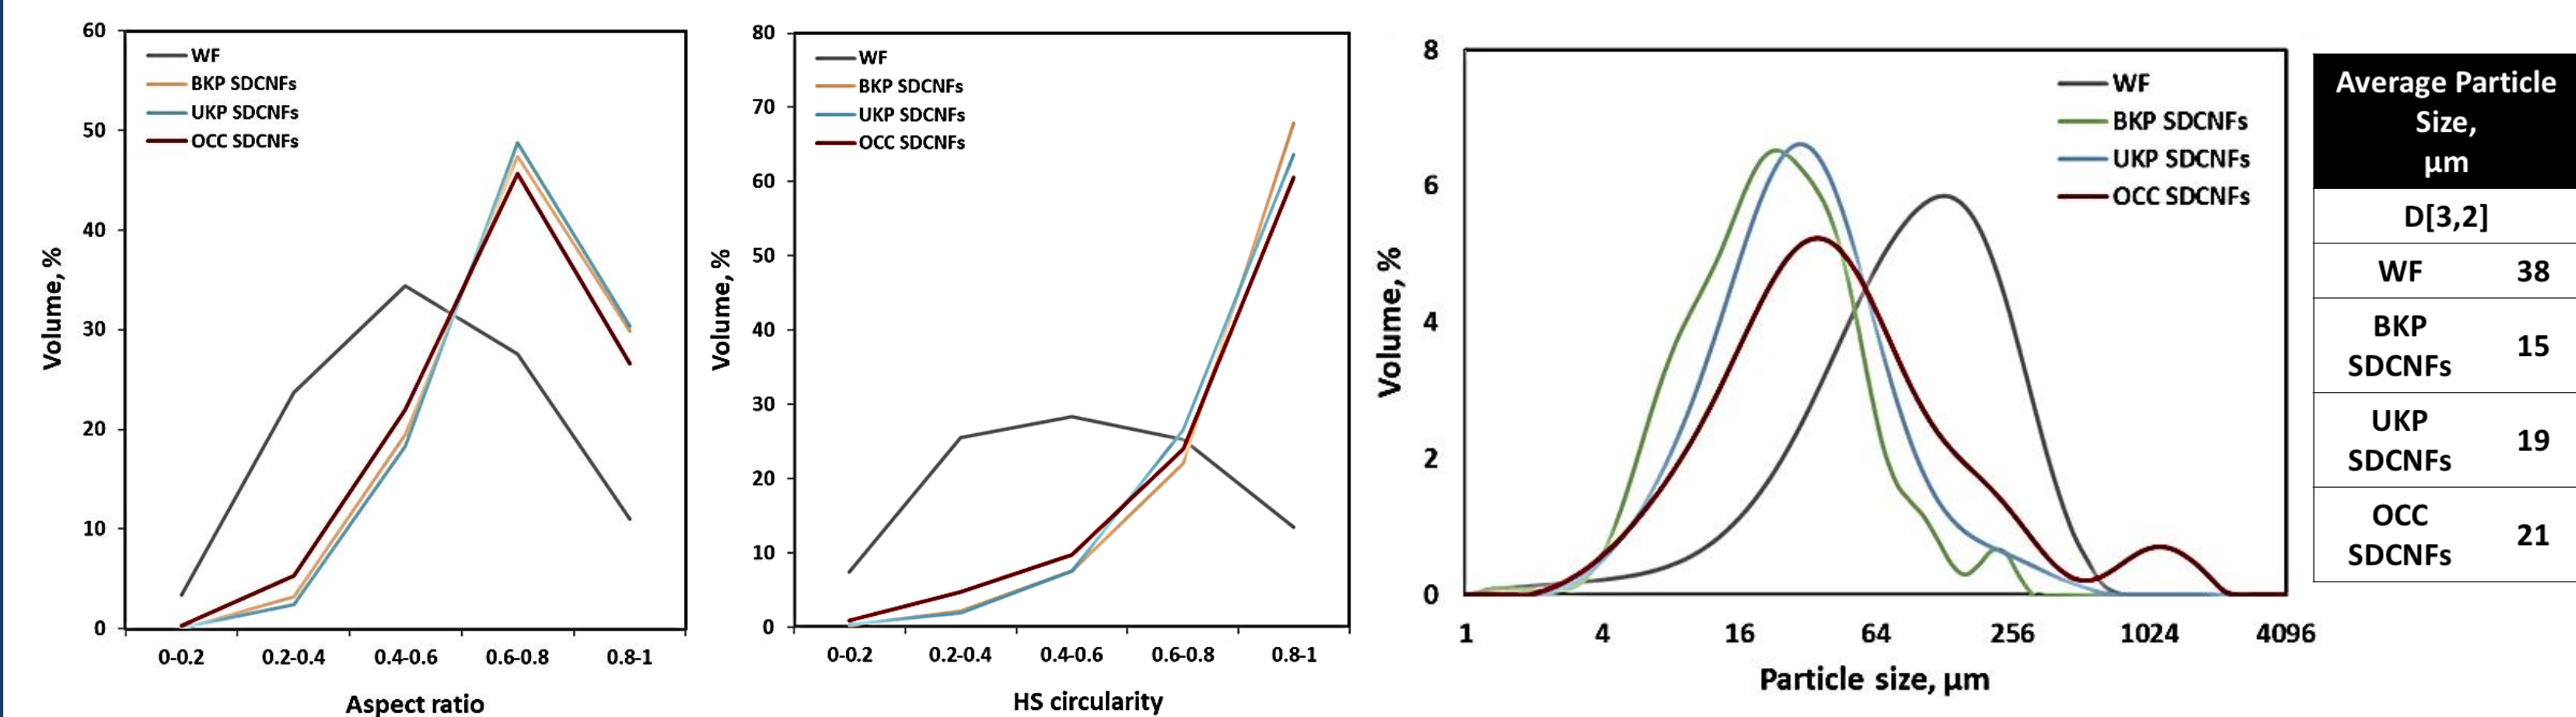 60
50
40
30
20
10
0
Volume, %
WF
BKP SDCNFs
UKP SDCNFs
OCC SDCNFs
0-0.2 0.2-0.4 0.4-0.6 0.6-0.8 0.8-1
Aspect ratio
80
70
60
50
40
30
20
10
0
Volume, %
WF
BKP SDCNFs
UKP SDCNFs
OCC SDCNFs
0-0.2 0.2-0.4 0.4-0.6 0.6-0.8 0.8-1
HS circularity
8
6
4
2
0
Volume, %
WF
BKP SDCNFs
UKP SDCNFs
OCC SDCNFs
1 4 16 64 256 1024 4096
Particle size, µm
Average Particle
Size,
µm
D[3,2]
WF 38
BKP
SDCNFs 15
UKP
SDCNFs 19
OCC
SDCNFs 21